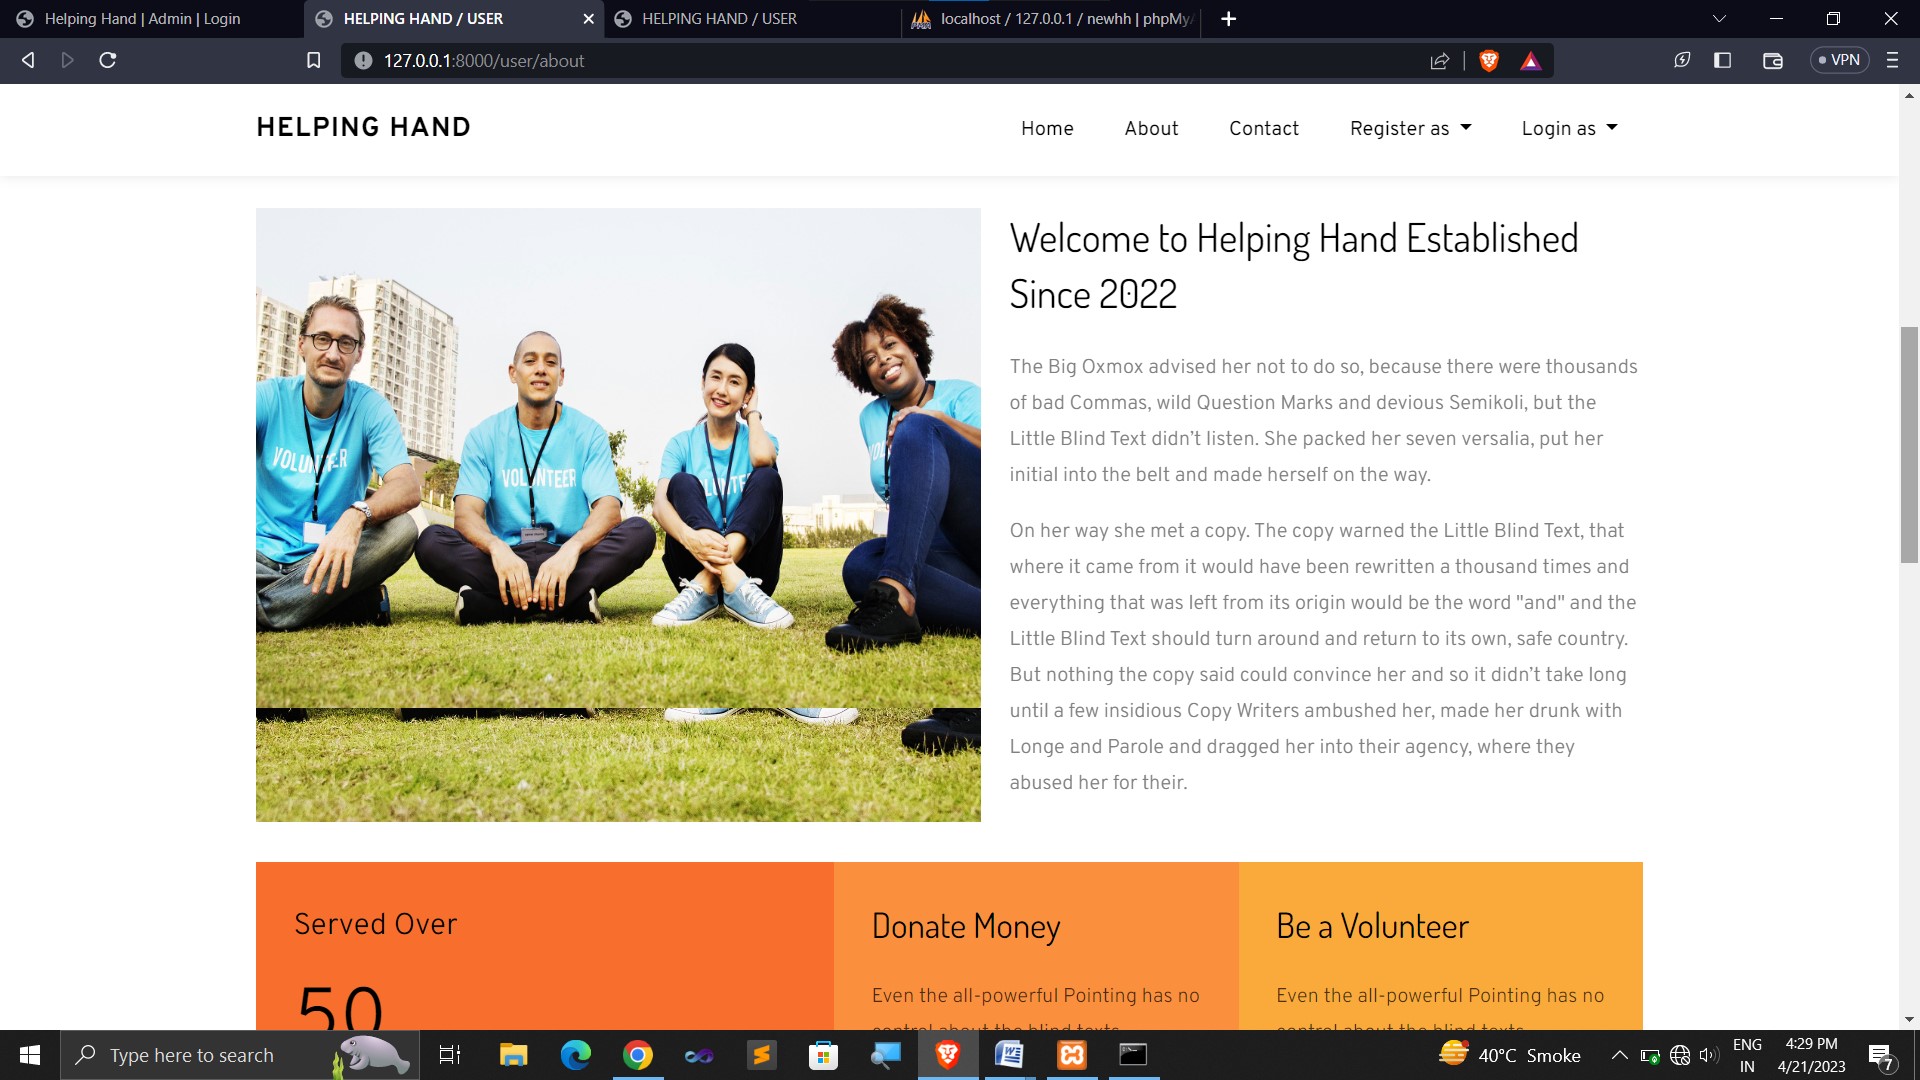 Helping Hand | Admin | Login
HELPING HAND / USER
HELPING HAND / USER
localhost / 127.0.0.1 / newhh | phpMy
127.0.0.1:8000/user/about
VPN
HELPING HAND
Home
About
Contact
Register as
Login as
VOLUNTEER
Welcome to Helping Hand Established
Since 2022
The Big Oxmox advised her not to do so, because there were thousands
of bad Commas, wild Question Marks and devious Semikoli, but the
Little Blind Text didn’t listen. She packed her seven versalia, put her
initial into the belt and made herself on the way.
On her way she met a copy. The copy warned the Little Blind Text, that
where it came from it would have been rewritten a thousand times and
everything that was left from its origin would be the word "and" and the
Little Blind Text should turn around and return to its own, safe country.
But nothing the copy said could convince her and so it didn’t take long
until a few insidious Copy Writers ambushed her, made her drunk with
Longe and Parole and dragged her into their agency, where they
abused her for their.
Served Over
50
Donate Money
Even the all-powerful Pointing has no
control about the blind texts
Be a Volunteer
Even the all-powerful Pointing has no
control about the blind texts
Type here to search
40°C Smoke
ENG
IN
4:29 PM
4/21/2023
7